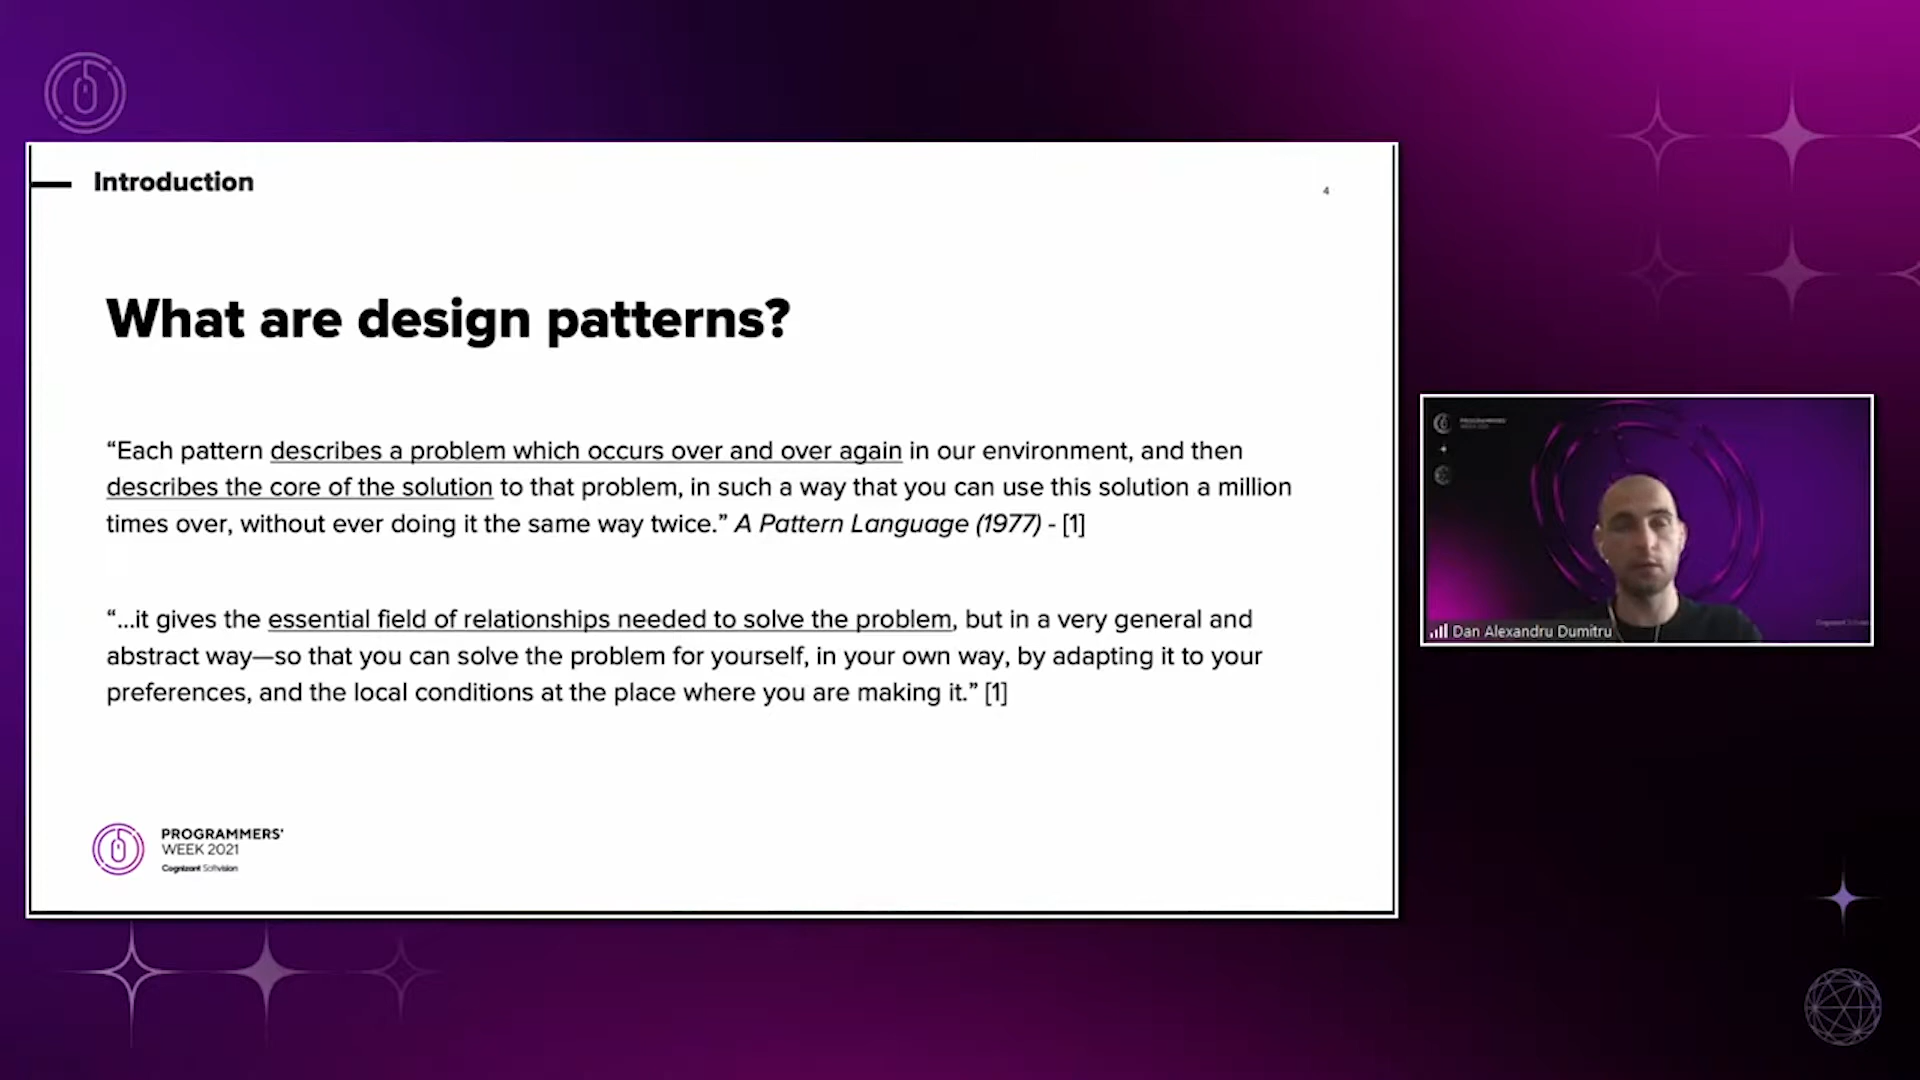 Introduction
4
What are design patterns?
“Each pattern describes a problem which occurs over and over again in our environment, and then
describes the core of the solution to that problem, in such a way that you can use this solution a million
times over, without ever doing it the same way twice.” A Pattern Language (1977) - [1]
“...it gives the essential field of relationships needed to solve the problem, but in a very general and
abstract way—so that you can solve the problem for yourself, in your own way, by adapting it to your
preferences, and the local conditions at the place where you are making it.” [1]
PROGRAMMERS'
WEEK 2021
Cognizant Softvision
Dan Alexandru Dumitru